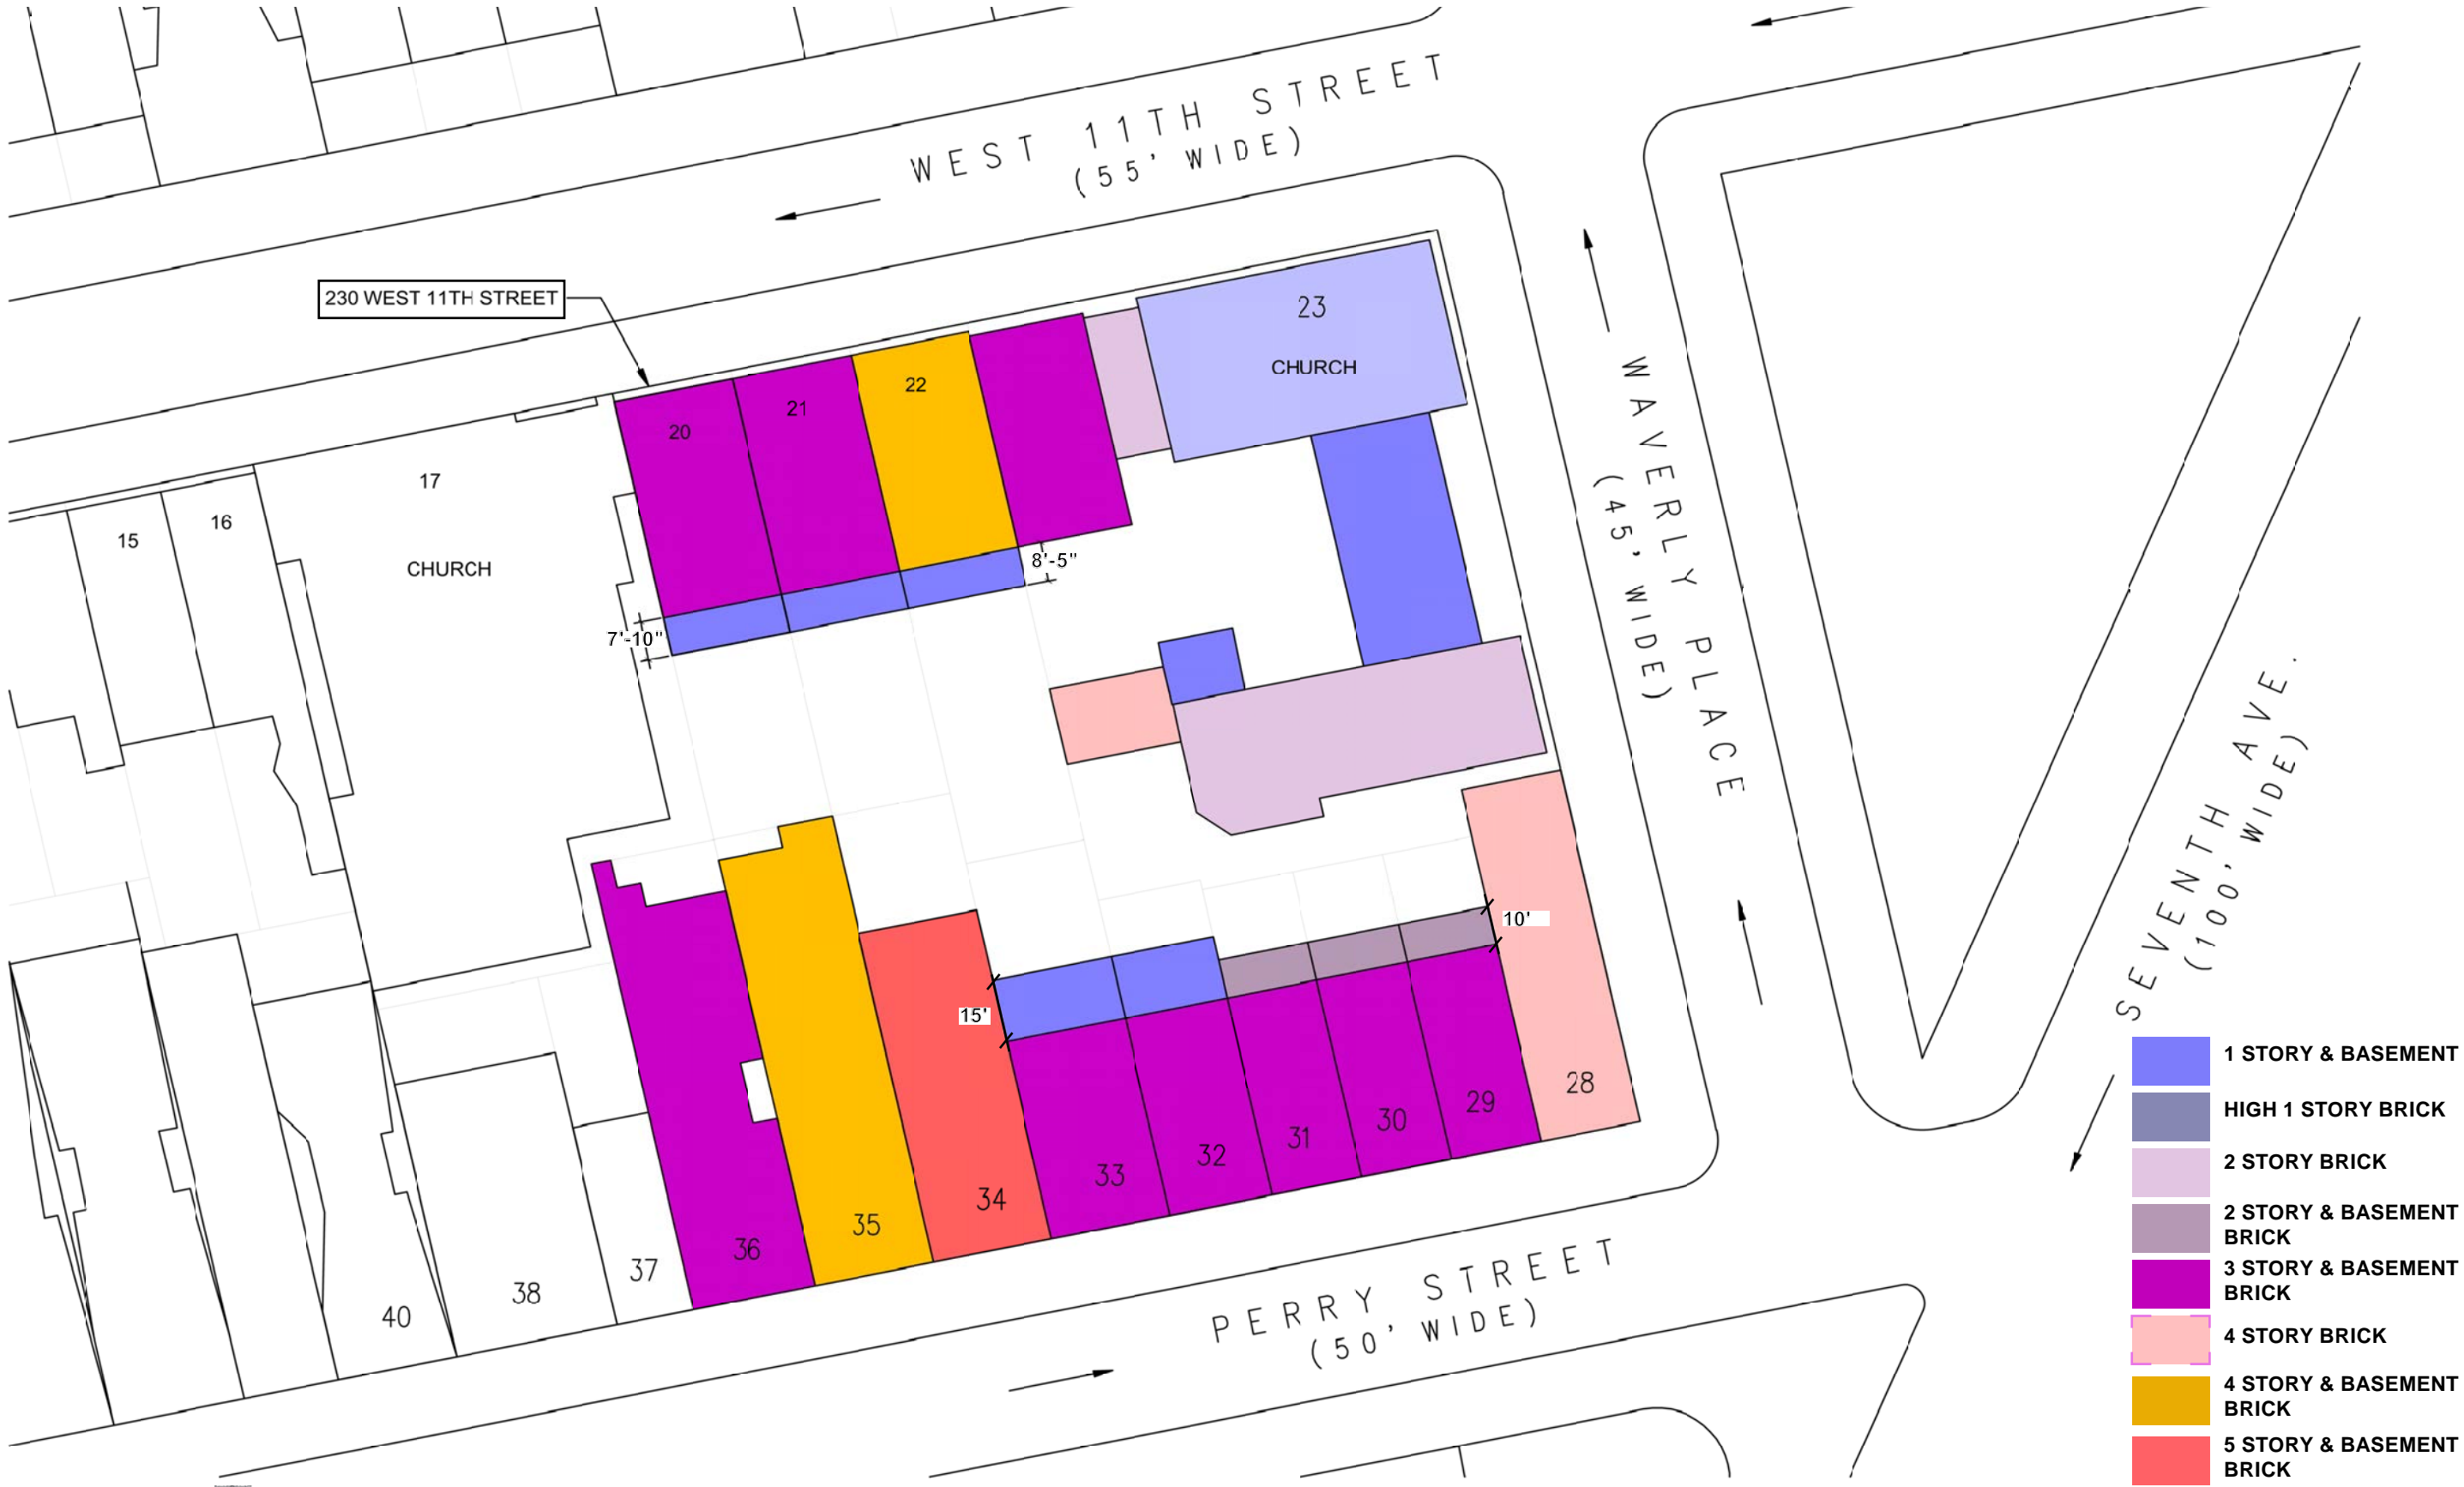 WEST 11TH STREET
(55' WIDE)
230 WEST 11TH STREET
23
CHURCH
22
21
20
17
16
15
CHURCH
8'-5"
7'-10"
WAVERLY PLACE
(45' WIDE)
SEVENTH AVE.
(100' WIDE)
10'
15'
28
29
30
31
32
33
34
35
36
37
38
40
PERRY STREET
(50' WIDE)
1 STORY & BASEMENT
HIGH 1 STORY BRICK
2 STORY BRICK
2 STORY & BASEMENT
BRICK
3 STORY & BASEMENT
BRICK
4 STORY BRICK
4 STORY & BASEMENT
BRICK
5 STORY & BASEMENT
BRICK